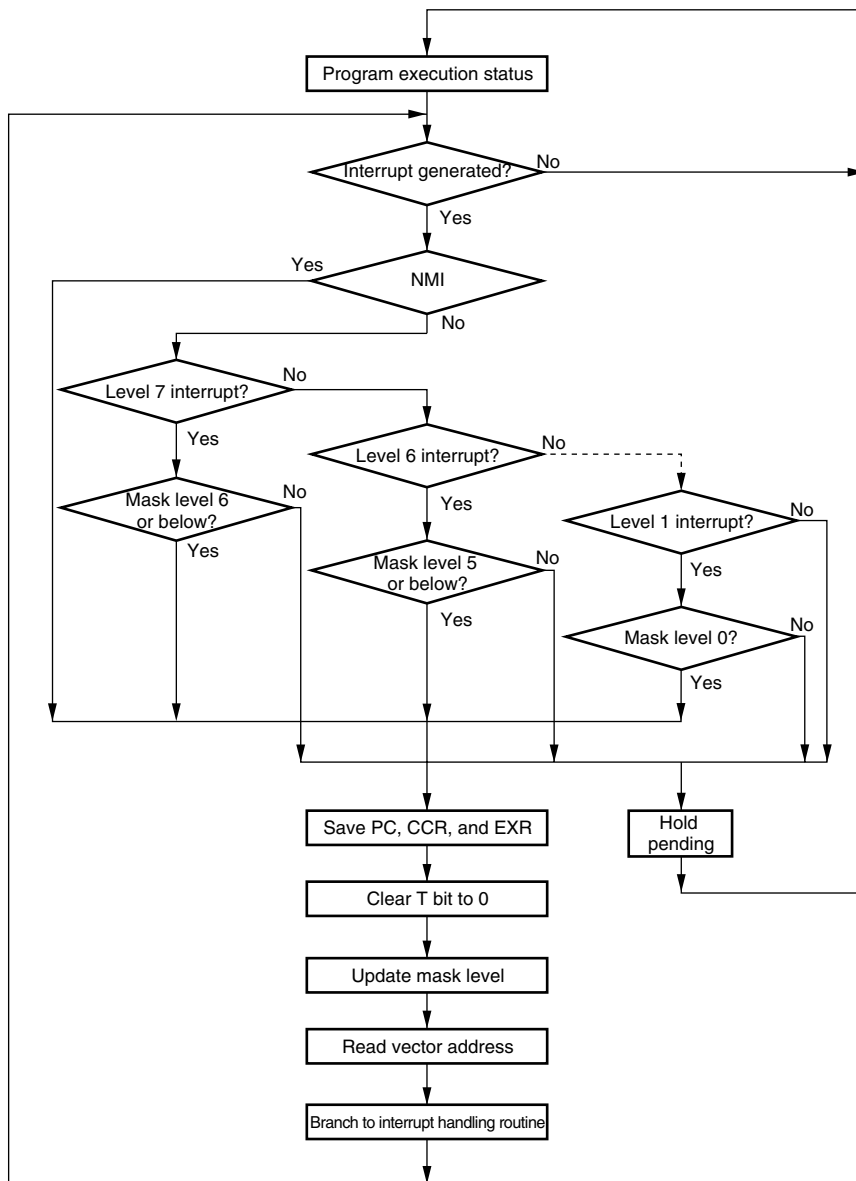 Program execution status
Interrupt generated?
No
Yes
Yes
NMI
No
Level 7 interrupt?
No
Yes
Level 6 interrupt?
No
Yes
Mask level 6
or below?
No
Yes
Level 1 interrupt?
No
Yes
Mask level 5
or below?
No
Yes
Mask level 0?
No
Yes
Save PC, CCR, and EXR
Hold
pending
Clear T bit to 0
Update mask level
Read vector address
Branch to interrupt handling routine